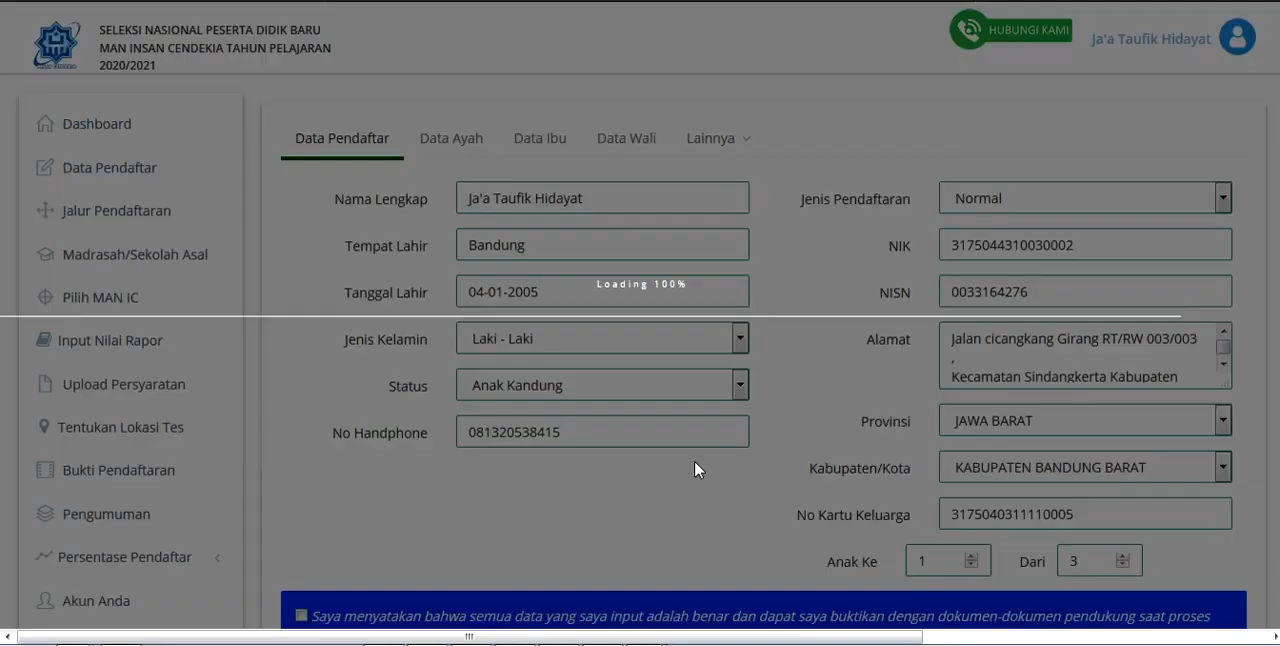 SELEKSI NASIONAL PESERTA DIDIK BARU
MAN INSAN CENDEKIA TAHUN PELAJARAN
2020/2021
HUBUNGI KAMI
Ja'a Taufik Hidayat
Dashboard
Data Pendaftar
Jalur Pendaftaran
Madrasah/Sekolah Asal
Pilih MAN IC
Input Nilai Rapor
Upload Persyaratan
Tentukan Lokasi Tes
Bukti Pendaftaran
Pengumuman
Persentase Pendaftar
Akun Anda
Data Pendaftar Data Ayah Data Ibu Data Wali Lainnya
Nama Lengkap Ja'a Taufik Hidayat
Tempat Lahir Bandung
Tanggal Lahir 04-01-2005
Loading 100%
Jenis Kelamin Laki - Laki
Status Anak Kandung
No Handphone 081320538415
Jenis Pendaftaran Normal
NIK 3175044310030002
NISN 0033164276
Alamat Jalan cicangkang Girang RT/RW 003/003
,
Kecamatan Sindangkerta Kabupaten
Provinsi JAWA BARAT
Kabupaten/Kota KABUPATEN BANDUNG BARAT
No Kartu Keluarga 3175040311110005
Anak Ke 1 Dari 3
Saya menyatakan bahwa semua data yang saya input adalah benar dan dapat saya buktikan dengan dokumen-dokumen pendukung saat proses